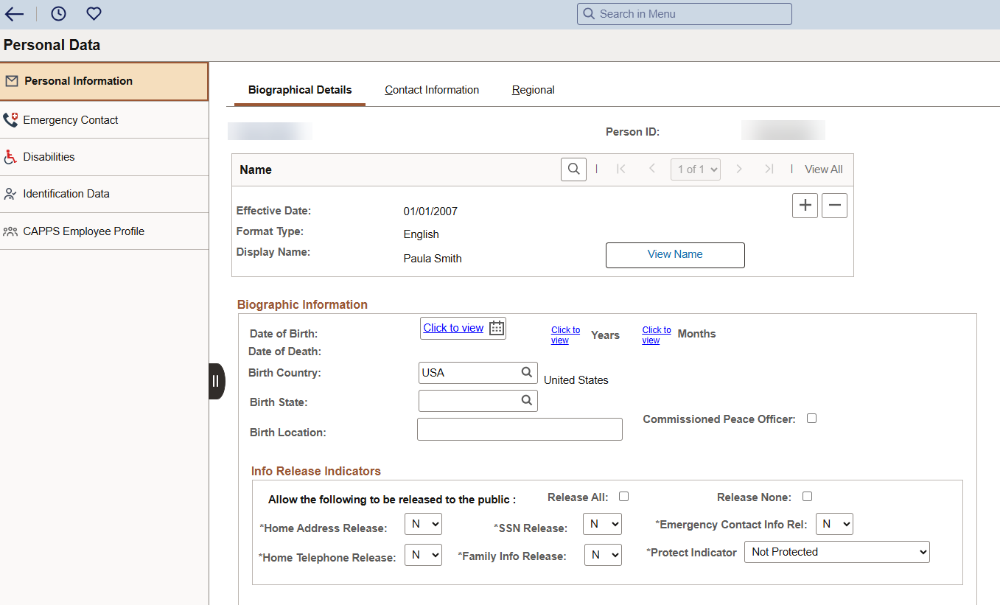 Search in Menu
Personal Data
Personal Information
Emergency Contact
Disabilities
Identification Data
CAPPS Employee Profile
Biographical Details Contact Information Regional
Person ID:
Name 1 of 1 View All
Effective Date: 01/01/2007
Format Type: English
Display Name: Paula Smith View Name
Biographic Information
Date of Birth: Click to view Click to view Years Click to view Months
Date of Death:
Birth Country: USA United States
Birth State:
Birth Location: Commissioned Peace Officer:
Info Release Indicators
Allow the following to be released to the public : Release All: Release None:
*Home Address Release: N *SSN Release: N *Emergency Contact Info Rel: N
*Home Telephone Release: N *Family Info Release: N *Protect Indicator Not Protected